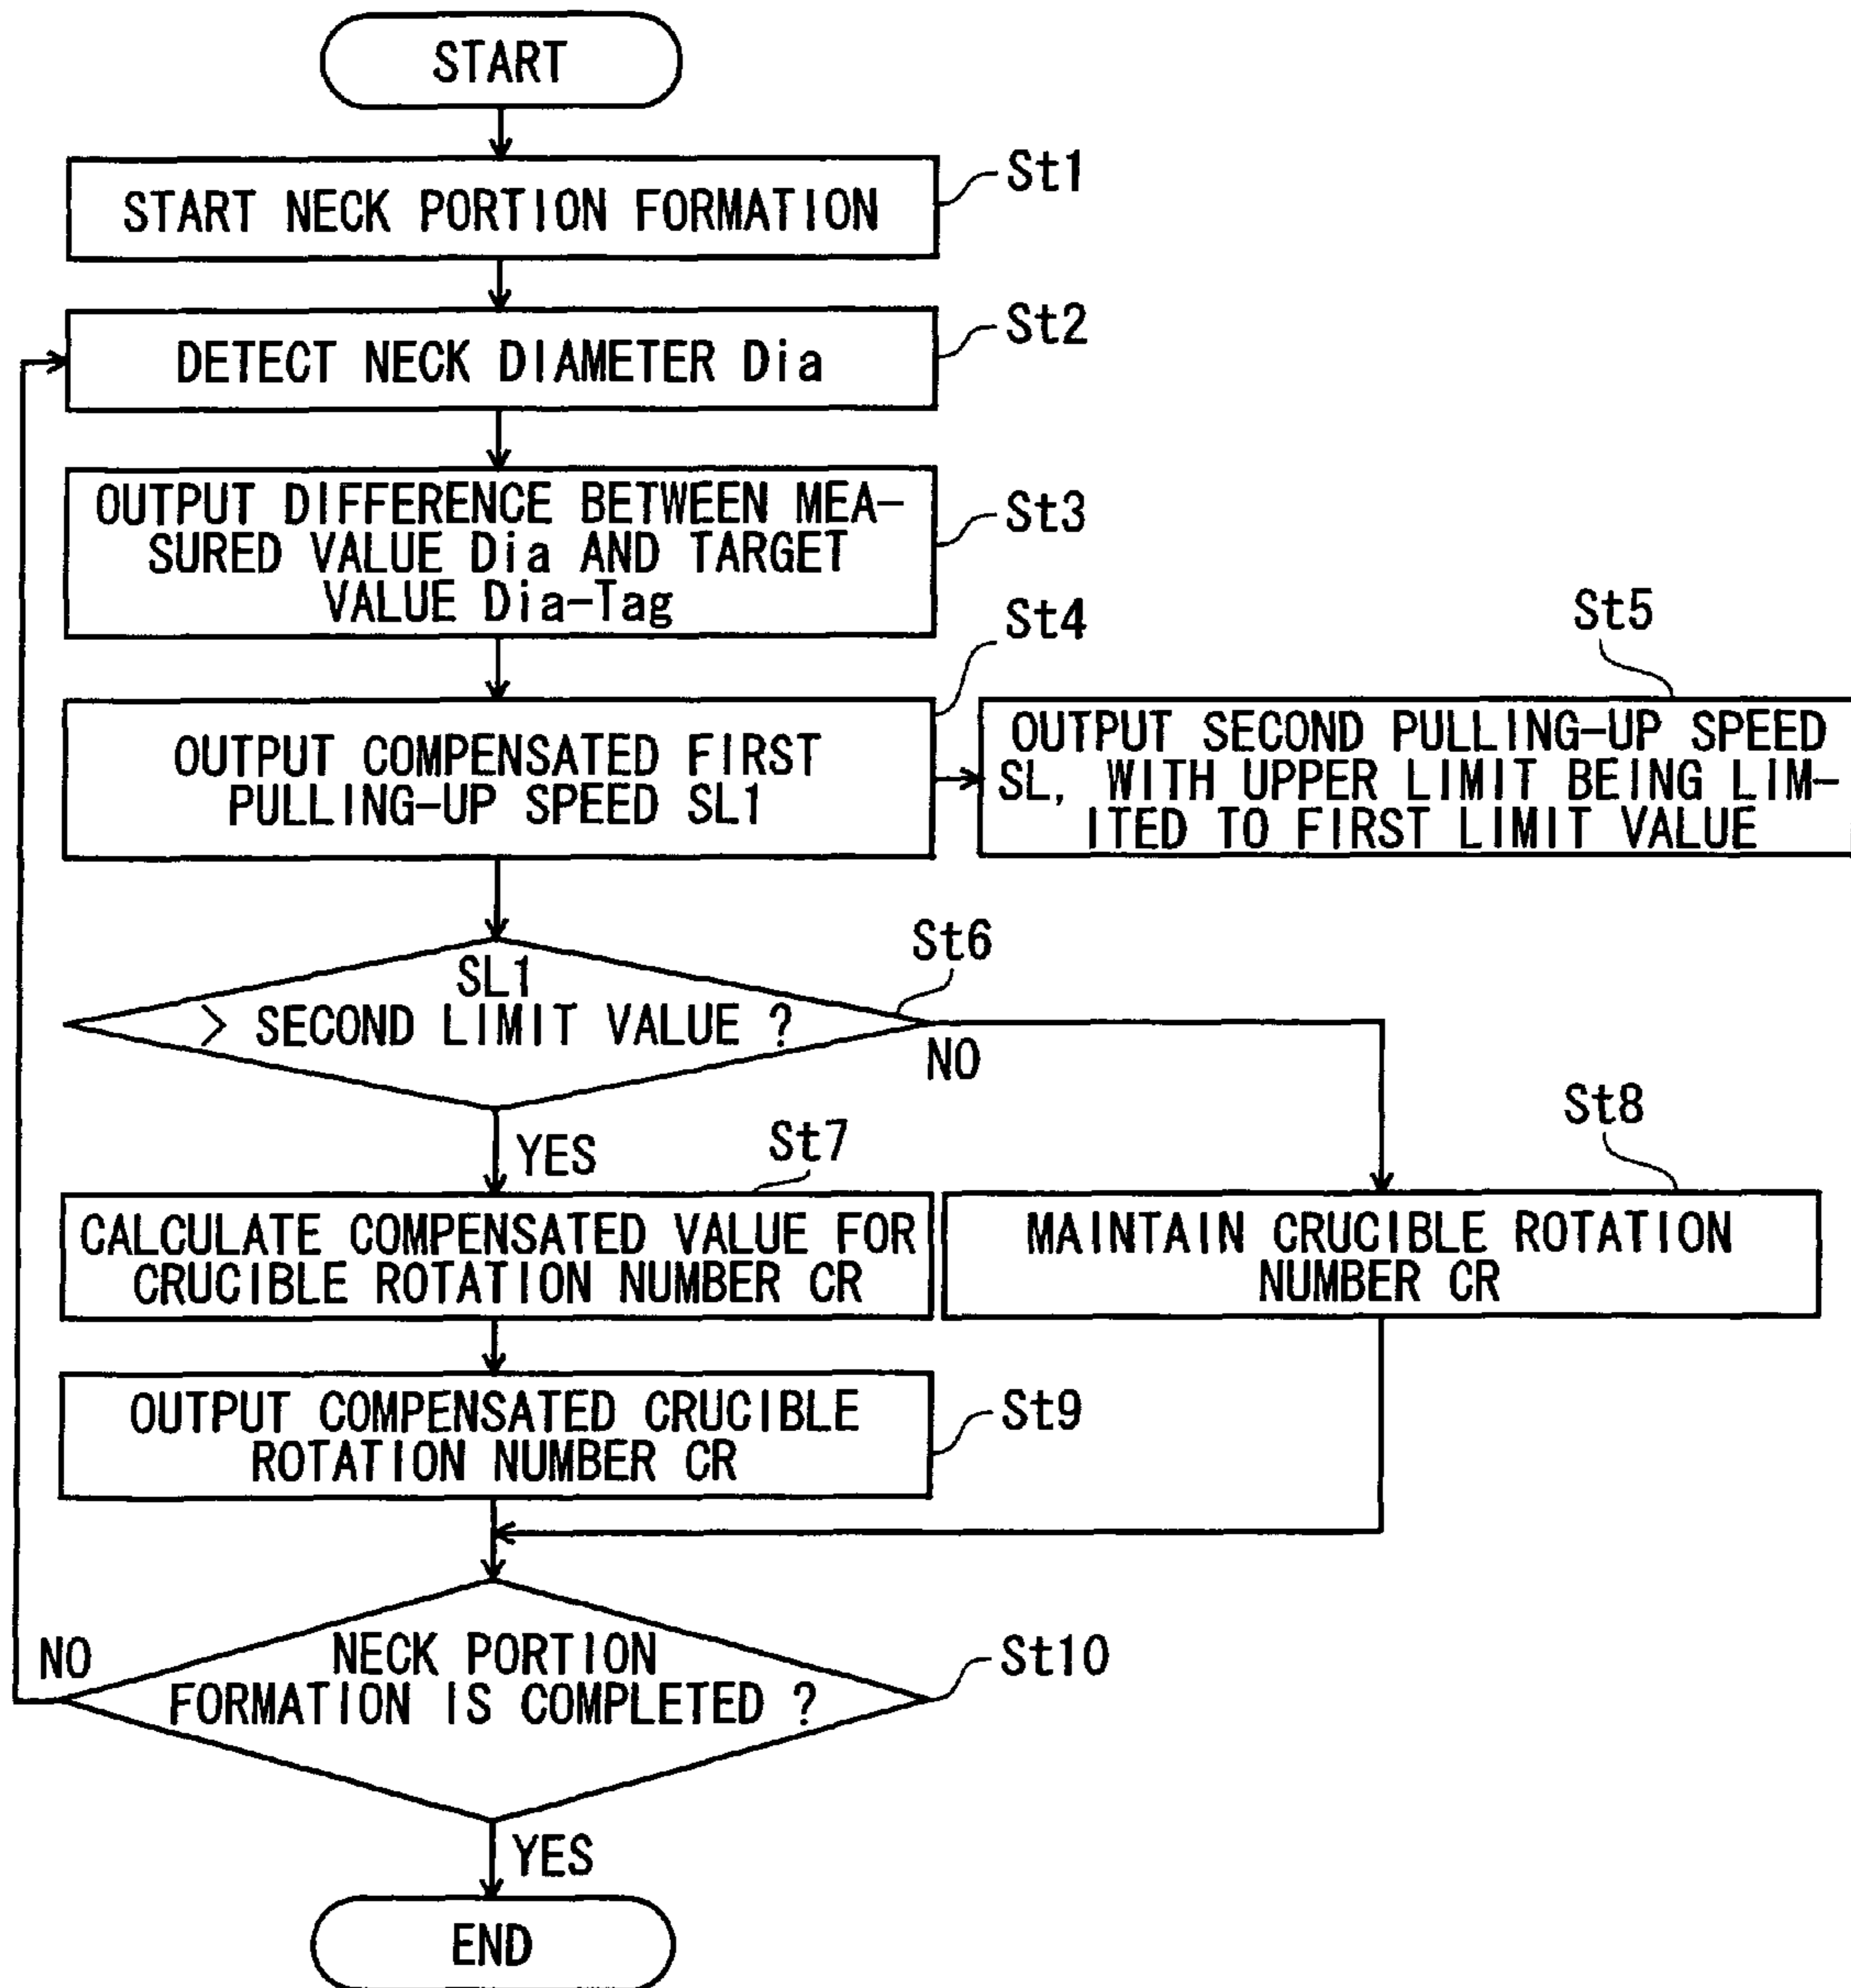 START
St1
START NECK PORTION FORMATION
St2
DETECT NECK DIAMETER Dia
St3
OUTPUT DIFFERENCE BETWEEN MEA-
SURED VALUE Dia AND TARGET
VALUE Dia-Tag
St4
OUTPUT COMPENSATED FIRST
PULLING-UP SPEED SL1
St5
OUTPUT SECOND PULLING-UP SPEED
SL, WITH UPPER LIMIT BEING LIM-
ITED TO FIRST LIMIT VALUE
St6
SL1
> SECOND LIMIT VALUE ?
NO
YES
St7
CALCULATE COMPENSATED VALUE FOR
CRUCIBLE ROTATION NUMBER CR
St8
MAINTAIN CRUCIBLE ROTATION
NUMBER CR
St9
OUTPUT COMPENSATED CRUCIBLE
ROTATION NUMBER CR
St10
NECK PORTION
FORMATION IS COMPLETED ?
NO
YES
END